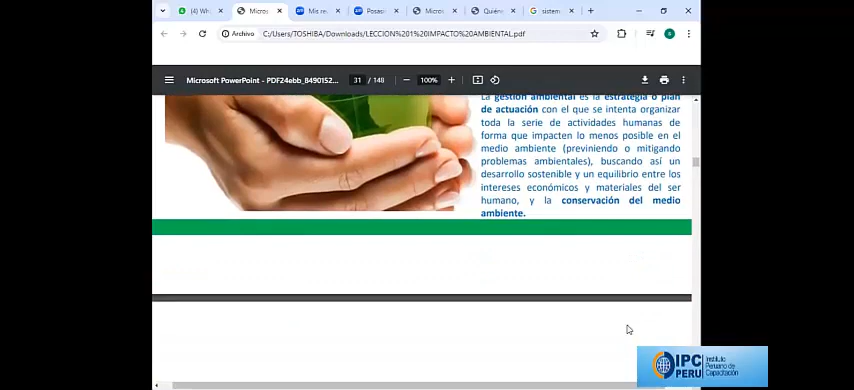 (4) Wh
Micros
Mis re
Posas
Microc
Quién
sistem
Archivo C:/Users/TOSHIBA/Downloads/LECCION%201%20IMPACTO%20AMBIENTAL.pdf
Microsoft PowerPoint - PDF24ebb_8490152... 31 / 148 100%
La gestión ambiental es la estrategia o plan
de actuación con el que se intenta organizar
toda la serie de actividades humanas de
forma que impacten lo menos posible en el
medio ambiente (previniendo o mitigando
problemas ambientales), buscando así un
desarrollo sostenible y un equilibrio entre los
intereses económicos y materiales del ser
humano, y la conservación del medio
ambiente.
IPC
PERU
Instituto
Peruano de
Capacitación